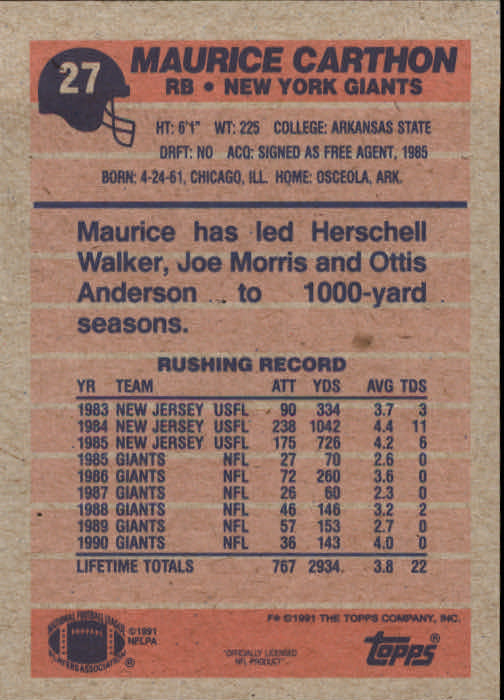 27
MAURICE CARTHON
RB • NEW YORK GIANTS
HT: 6'1" WT: 225 COLLEGE: ARKANSAS STATE
DRFT: NO ACQ: SIGNED AS FREE AGENT, 1985
BORN: 4-24-61, CHICAGO, ILL. HOME: OSCEOLA, ARK.
Maurice has led Herschell
Walker, Joe Morris and Ottis
Anderson to 1000-yard
seasons.
RUSHING RECORD
YR TEAM ATT YDS AVG TDS
1983 NEW JERSEY USFL 90 334 3.7 3
1984 NEW JERSEY USFL 238 1042 4.4 11
1985 NEW JERSEY USFL 175 726 4.2 6
1985 GIANTS NFL 27 70 2.6 0
1986 GIANTS NFL 72 260 3.6 0
1987 GIANTS NFL 26 60 2.3 0
1988 GIANTS NFL 46 146 3.2 2
1989 GIANTS NFL 57 153 2.7 0
1990 GIANTS NFL 36 143 4.0 0
LIFETIME TOTALS 767 2934 3.8 22
F* ©1991 THE TOPPS COMPANY, INC.
NATIONAL FOOTBALL LEAGUE
PLAYERS ASSOCIATION
©1991
NFLPA
"OFFICIALLY LICENSED
NFL PRODUCT"
TOPPS®